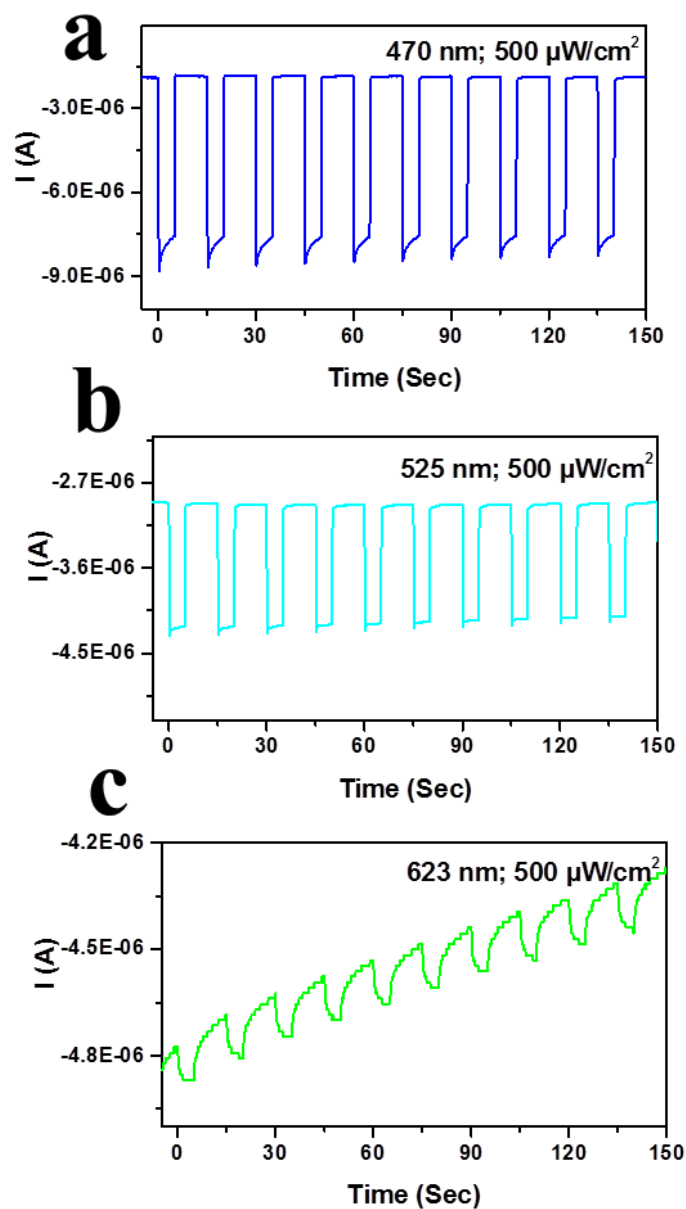 a
470 nm; 500 µW/cm²
-3.0E-06
-6.0E-06
-9.0E-06
I (A)
0 30 60 90 120 150
Time (Sec)
b
525 nm; 500 µW/cm²
-2.7E-06
-3.6E-06
-4.5E-06
I (A)
0 30 60 90 120 150
Time (Sec)
c
623 nm; 500 µW/cm²
-4.2E-06
-4.5E-06
-4.8E-06
I (A)
0 30 60 90 120 150
Time (Sec)